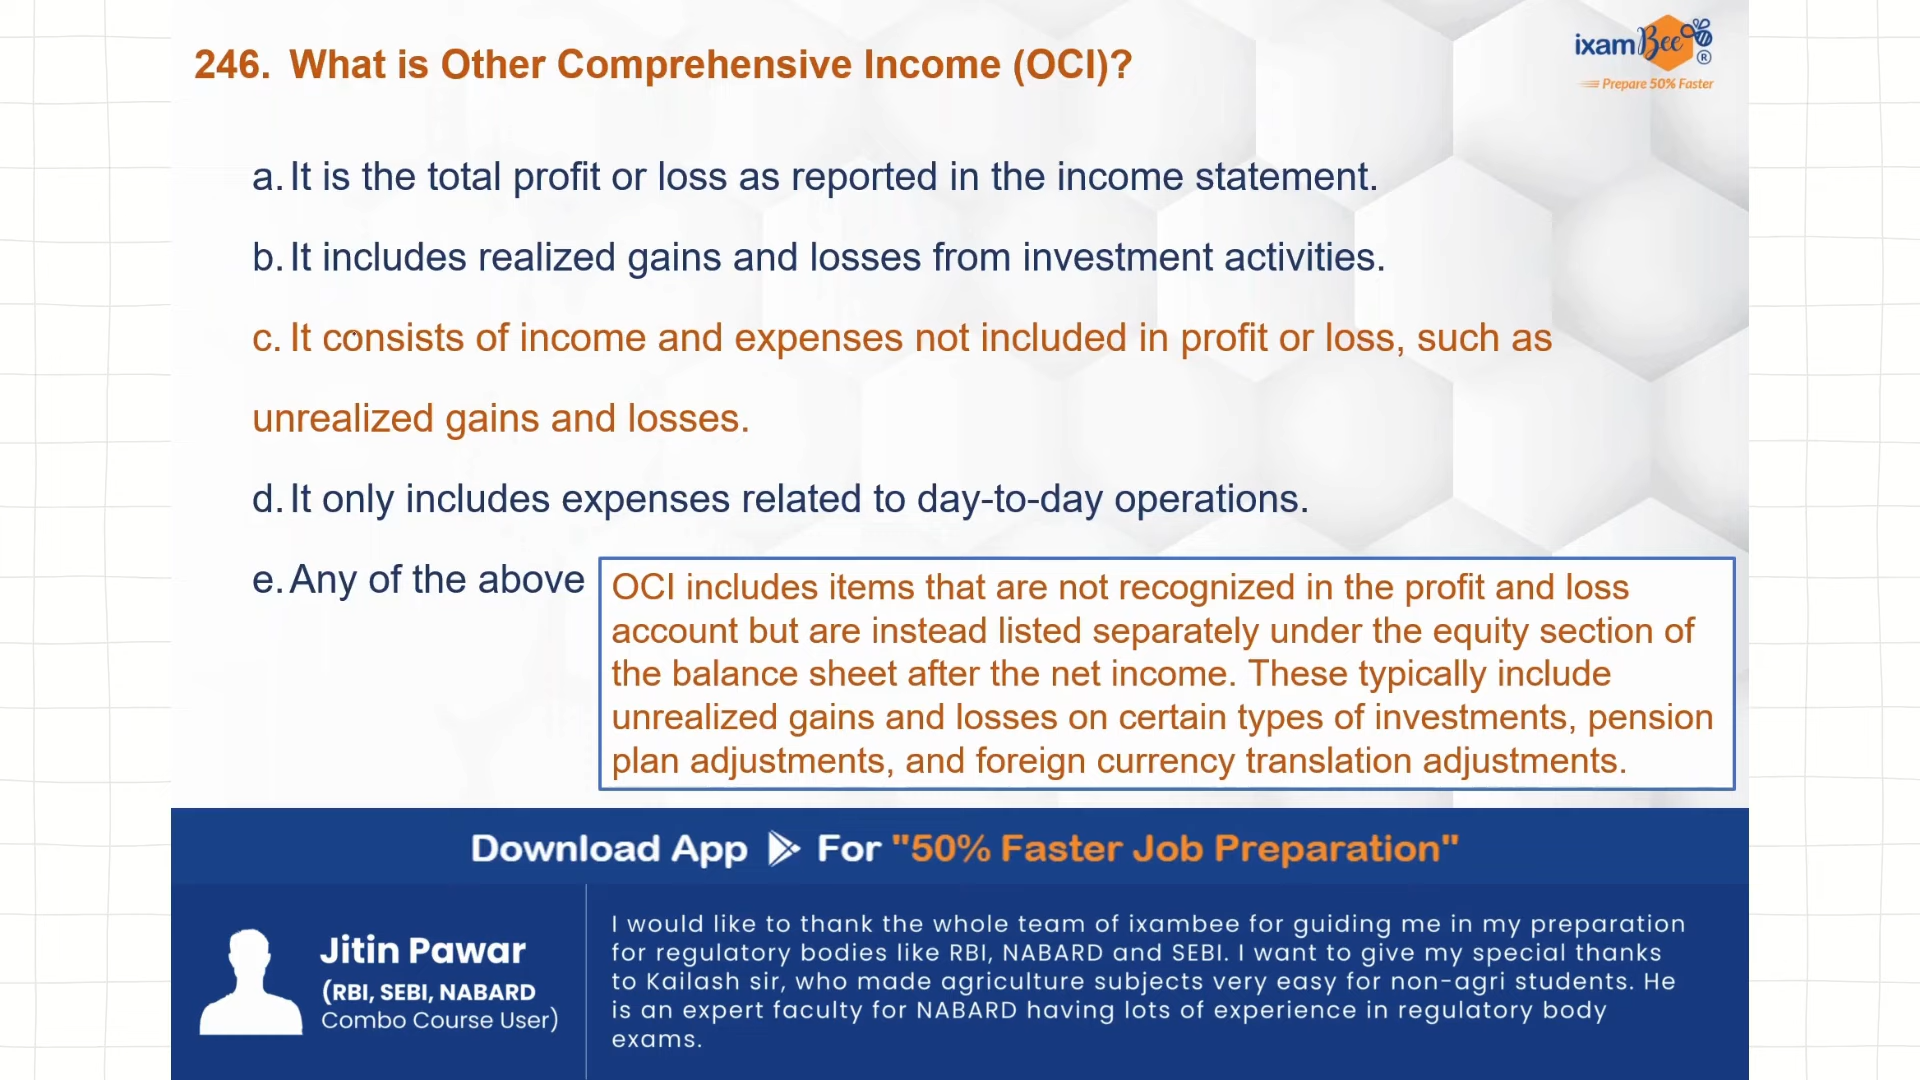 246. What is Other Comprehensive Income (OCI)?
ixamBee®
Prepare 50% Faster
a. It is the total profit or loss as reported in the income statement.
b. It includes realized gains and losses from investment activities.
c. It consists of income and expenses not included in profit or loss, such as
unrealized gains and losses.
d. It only includes expenses related to day-to-day operations.
e. Any of the above
OCI includes items that are not recognized in the profit and loss
account but are instead listed separately under the equity section of
the balance sheet after the net income. These typically include
unrealized gains and losses on certain types of investments, pension
plan adjustments, and foreign currency translation adjustments.
Download App For "50% Faster Job Preparation"
Jitin Pawar
(RBI, SEBI, NABARD
Combo Course User)
I would like to thank the whole team of ixambee for guiding me in my preparation
for regulatory bodies like RBI, NABARD and SEBI. I want to give my special thanks
to Kailash sir, who made agriculture subjects very easy for non-agri students. He
is an expert faculty for NABARD having lots of experience in regulatory body
exams.